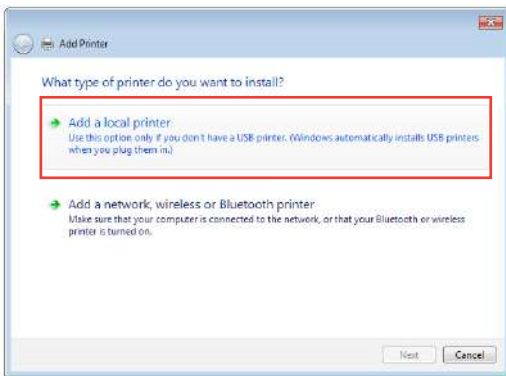 Add Printer
What type of printer do you want to install?
Add a local printer
Use this option only if you don't have a USB printer. (Windows automatically installs USB printers
when you plug them in.)
Add a network, wireless or Bluetooth printer
Make sure that your computer is connected to the network, or that your Bluetooth or wireless
printer is turned on.
Next Cancel